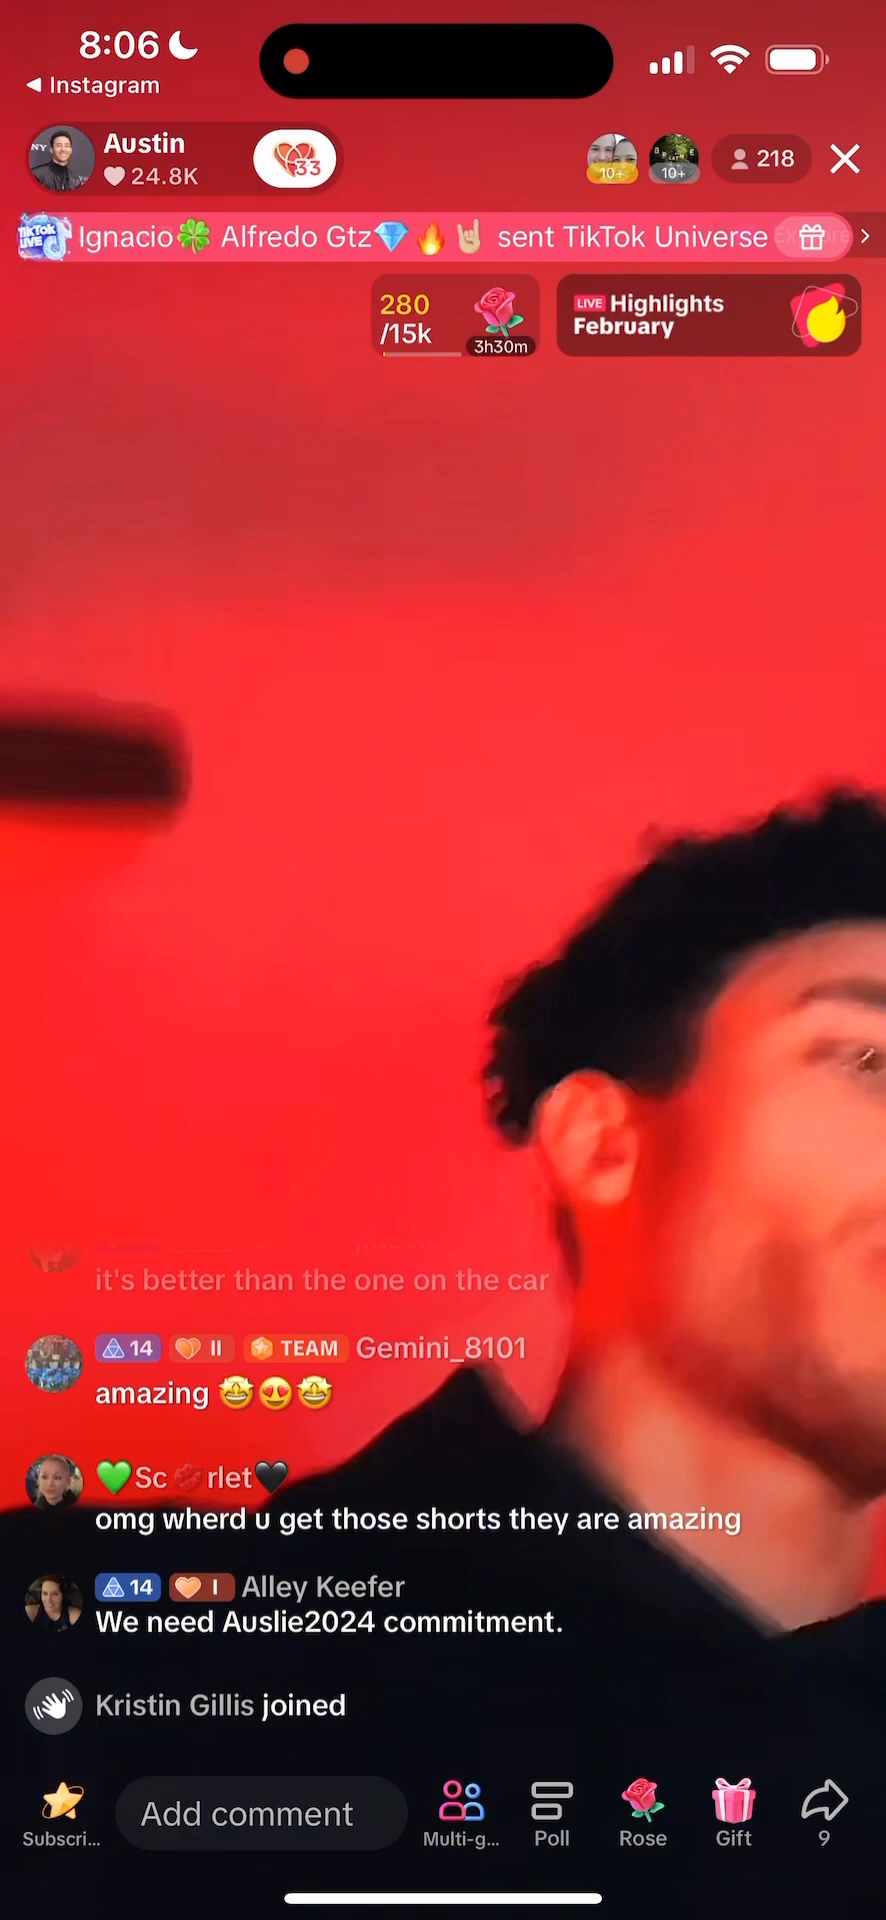 8:06
Instagram
Austin
24.8K
33
10+
10+
218
Ignacio🍀 Alfredo Gtz💎🔥🤘🏼 sent TikTok Universe
280
/15k
3h30m
LIVE Highlights
February
it's better than the one on the car
14 II TEAM Gemini_8101
amazing 🤩😍🤩
💚Sc💋rlet🖤
omg wherd u get those shorts they are amazing
14 I Alley Keefer
We need Auslie2024 commitment.
Kristin Gillis joined
Subscri...
Add comment
Multi-g...
Poll
Rose
Gift
9